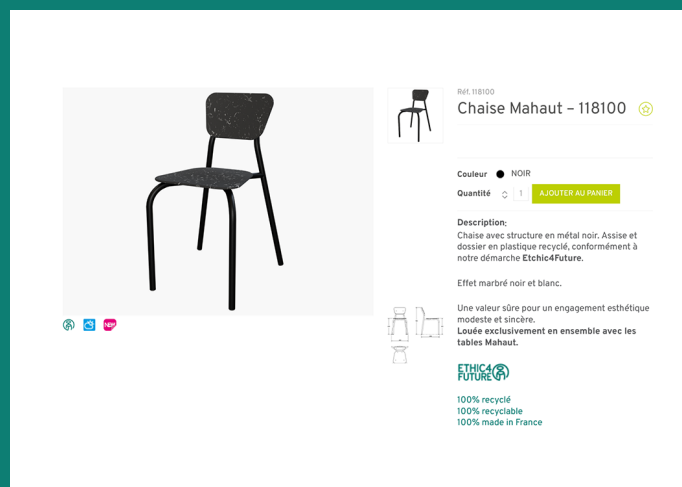 Réf. 118100
Chaise Mahaut – 118100
Couleur NOIR
Quantité 1 AJOUTER AU PANIER
Description:
Chaise avec structure en métal noir. Assise et
dossier en plastique recyclé, conformément à
notre démarche Etchic4Future.
Effet marbré noir et blanc.
Une valeur sûre pour un engagement esthétique
modeste et sincère.
Louée exclusivement en ensemble avec les
tables Mahaut.
NEW
ETHIC4
FUTURE
100% recyclé
100% recyclable
100% made in France